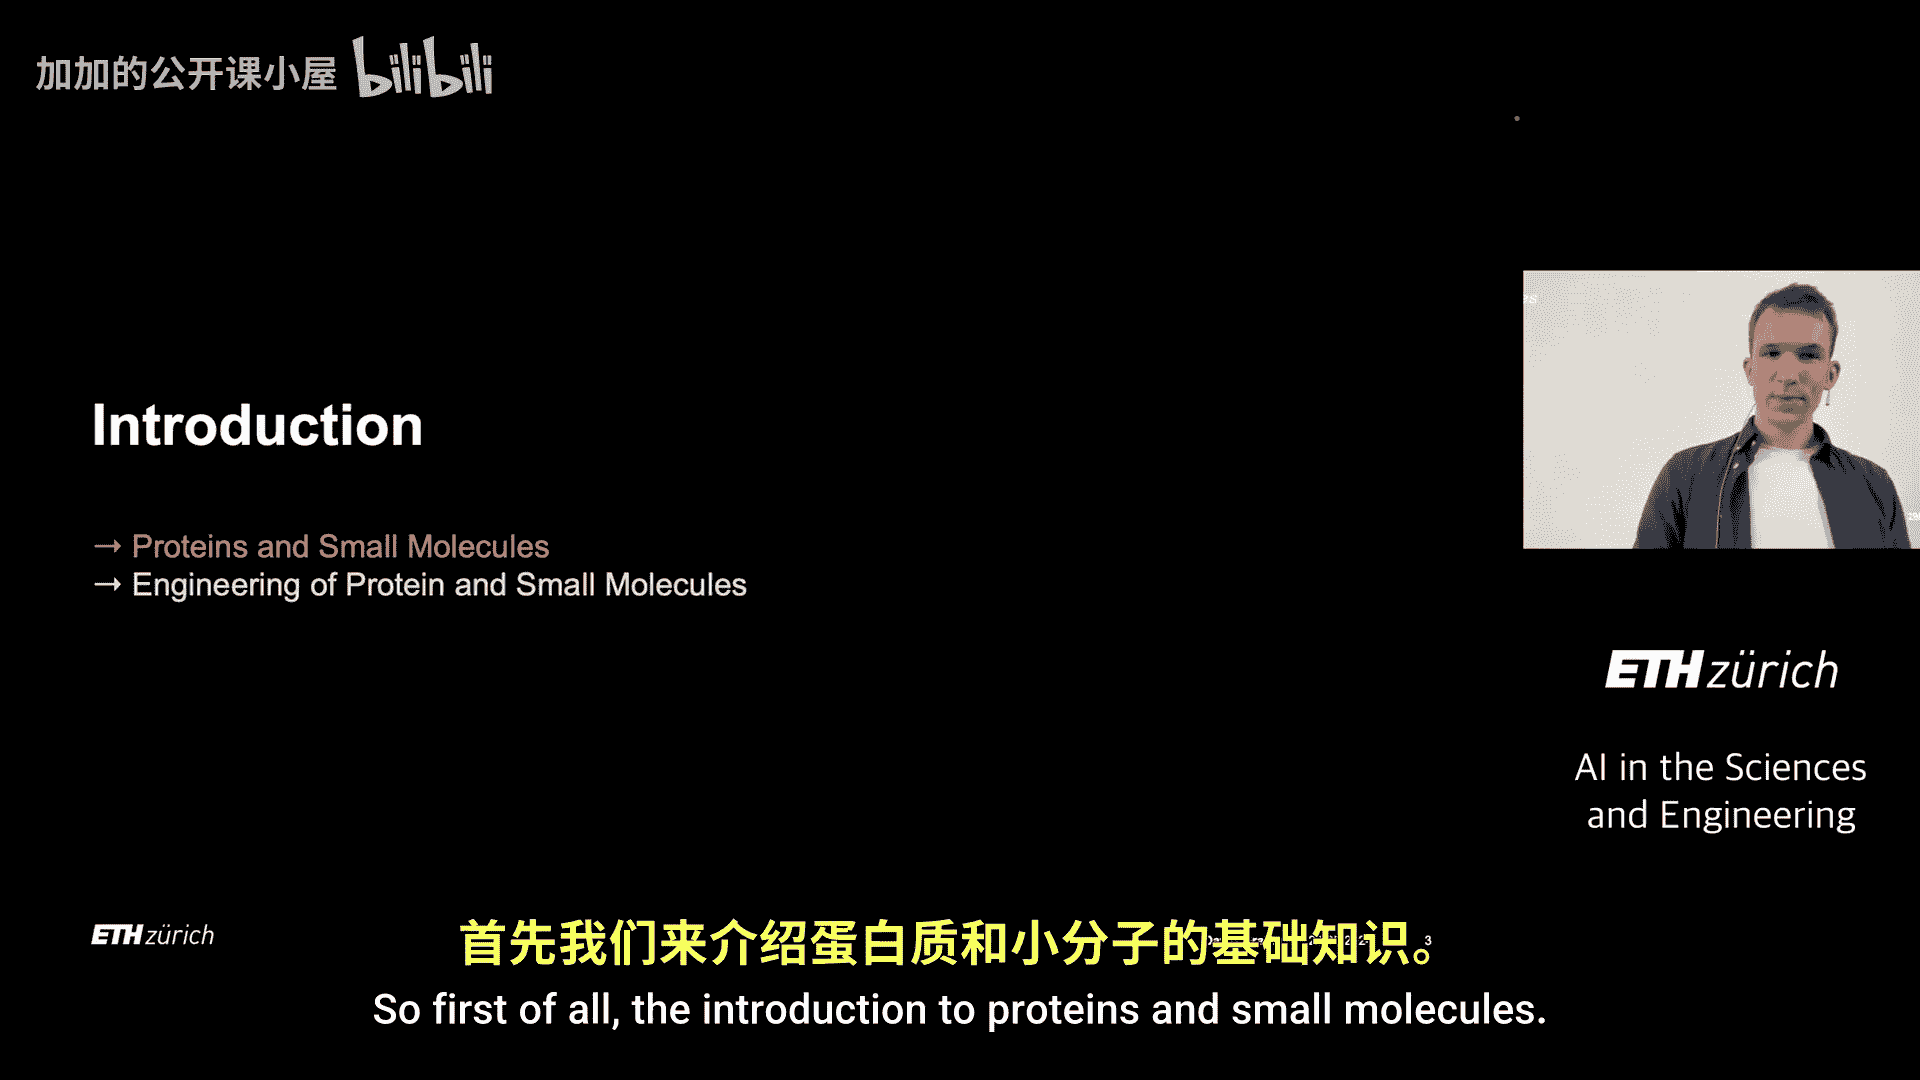 加加的公开课小屋 bilibili
Introduction
→ Proteins and Small Molecules
→ Engineering of Protein and Small Molecules
ETH zürich
AI in the Sciences
and Engineering
ETH zürich
3
首先我们来介绍蛋白质和小分子的基础知识。
So first of all, the introduction to proteins and small molecules.